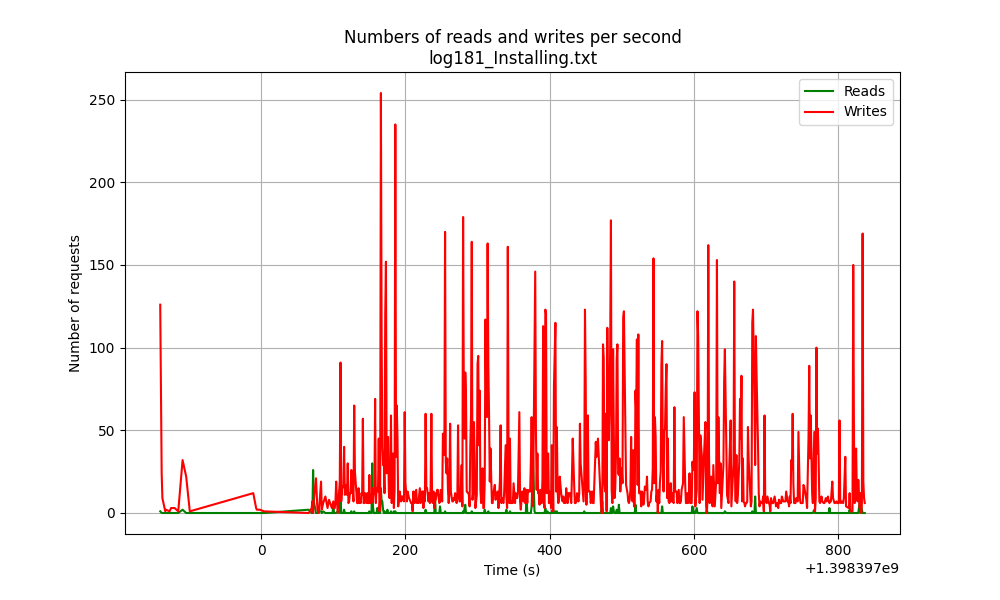 Numbers of reads and writes per second
log181_Installing.txt
Reads
Writes
Number of requests
250
200
150
100
50
0
0 200 400 600 800
Time (s)
+1.398397e9